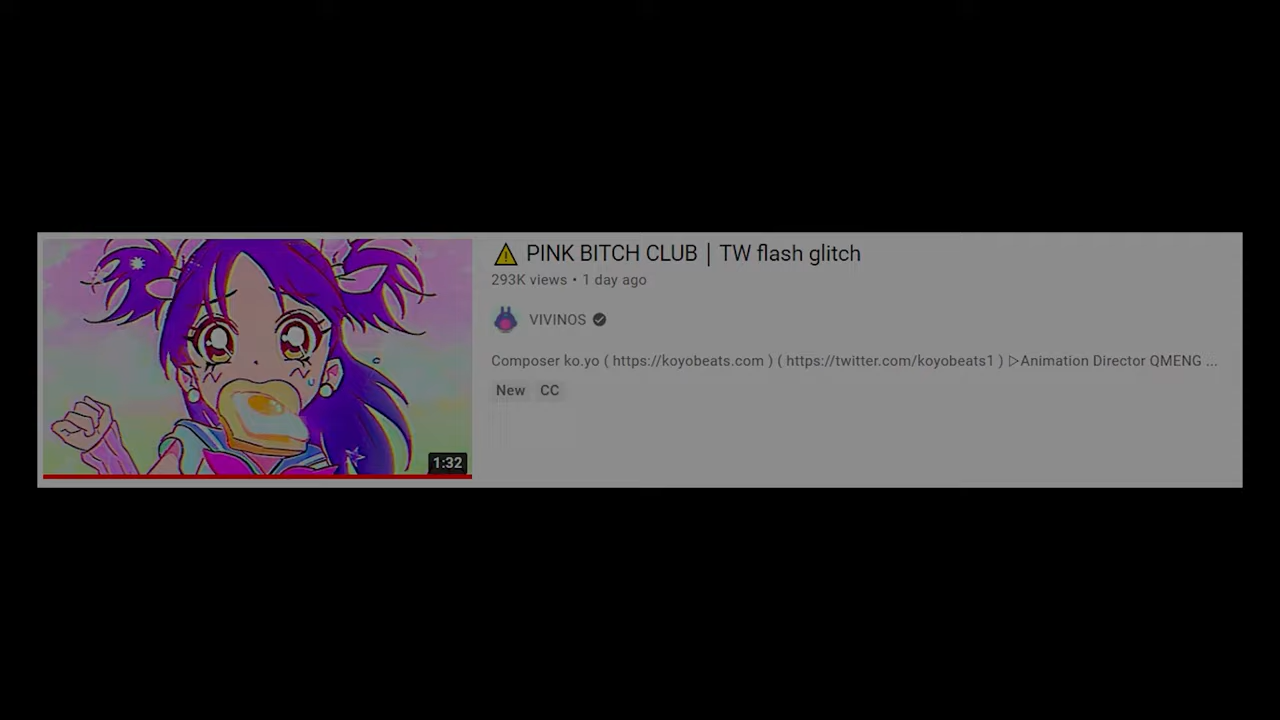 ⚠ PINK BITCH CLUB│TW flash glitch
293K views • 1 day ago
VIVINOS
Composer ko.yo ( https://koyobeats.com ) ( https://twitter.com/koyobeats1 ) ▷Animation Director QMENG ...
New CC
1:32